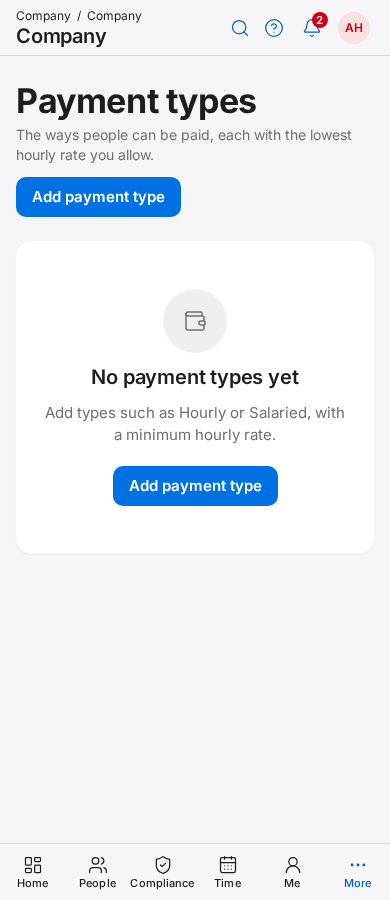 Company / Company
Company
2
AH
Payment types
The ways people can be paid, each with the lowest
hourly rate you allow.
Add payment type
No payment types yet
Add types such as Hourly or Salaried, with
a minimum hourly rate.
Add payment type
Home
People
Compliance
Time
Me
More